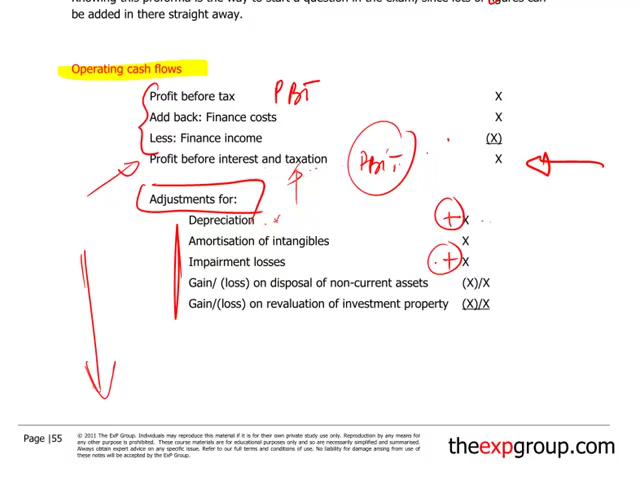 Knowing this proforma is the way to start a question in the exam, since lots of figures can
be added in there straight away.
Operating cash flows
Profit before tax PBT X
Add back: Finance costs X
Less: Finance income (X)
Profit before interest and taxation PBIT X
Adjustments for:
Depreciation + X
Amortisation of intangibles X
Impairment losses + X
Gain/ (loss) on disposal of non-current assets (X)/X
Gain/(loss) on revaluation of investment property (X)/X
Page |55
© 2011 The ExP Group. Individuals may reproduce this material if it is for their own private study use only. Reproduction by any means for
any other purpose is prohibited. These course materials are for educational purposes only and so are necessarily simplified and summarised.
Always obtain expert advice on any specific issue. Refer to our full terms and conditions of use. No liability for damage arising from use of
these notes will be accepted by the ExP Group.
theexpgroup.com